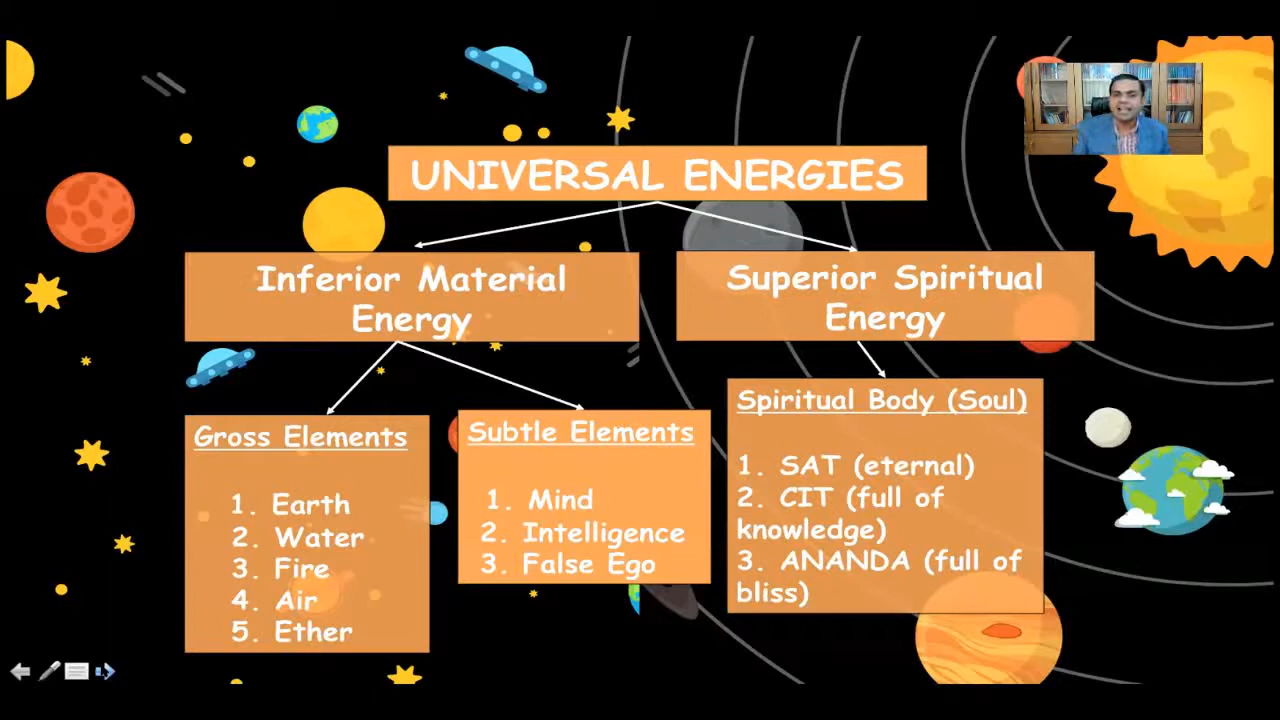 UNIVERSAL ENERGIES
Inferior Material
Energy
Superior Spiritual
Energy
Gross Elements
1. Earth
2. Water
3. Fire
4. Air
5. Ether
Subtle Elements
1. Mind
2. Intelligence
3. False Ego
Spiritual Body (Soul)
1. SAT (eternal)
2. CIT (full of
knowledge)
3. ANANDA (full of
bliss)